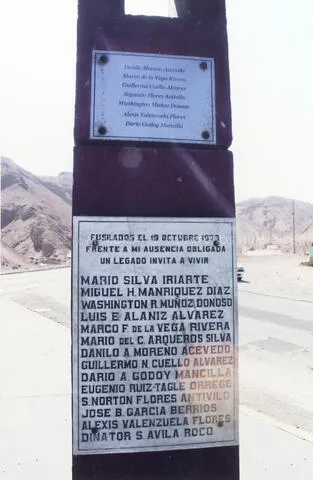 Danilo Moreno Acevedo
Marco de la Vega Rivera
Guillermo Cuello Alvarez
Segundo Flores Antivilo
Washington Muñoz Donoso
Alexis Valenzuela Flores
Darío Godoy Mancilla
FUSILADOS EL 19 OCTUBRE 1973
FRENTE A MI AUSENCIA OBLIGADA
UN LEGADO INVITA A VIVIR
MARIO SILVA IRIARTE
MIGUEL H. MANRIQUEZ DIAZ
WASHINGTON R. MUÑOZ DONOSO
LUIS E ALANIZ ALVAREZ
MARCO F. DE LA VEGA RIVERA
MARIO DEL C. ARQUEROS SILVA
DANILO A MORENO ACEVEDO
GUILLERMO N. CUELLO ALVAREZ
DARIO A. GODOY MANCILLA
EUGENIO RUIZ-TAGLE ORREGO
S. NORTON FLORES ANTIVILO
JOSE B. GARCIA BERRIOS
ALEXIS VALENZUELA FLORES
DINATOR S. AVILA ROCO